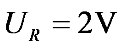 U_R = 2V